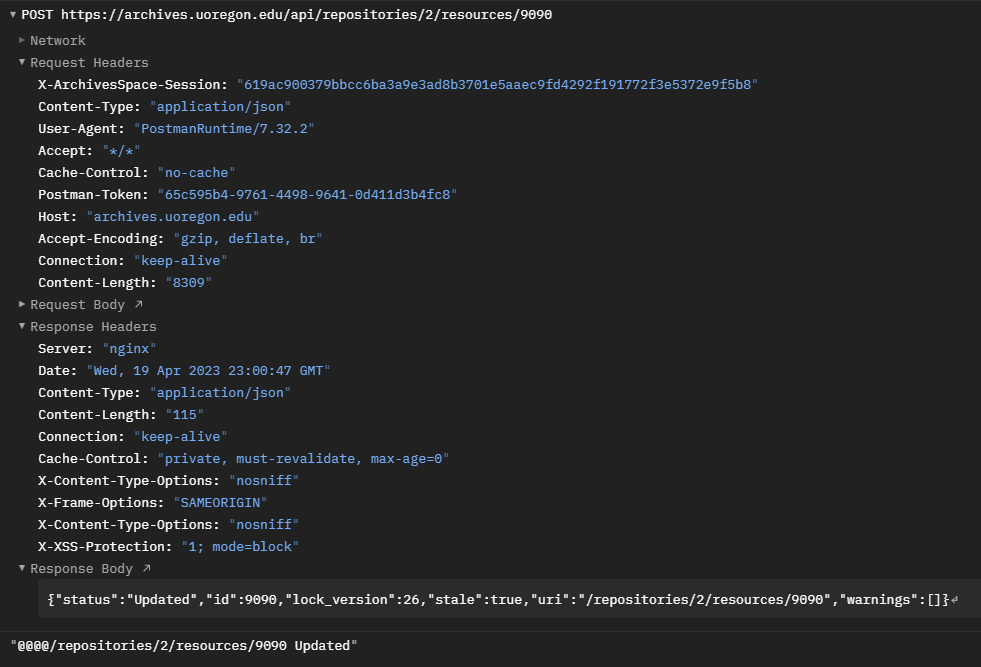 ▼ POST https://archives.uoregon.edu/api/repositories/2/resources/9090
▶ Network
▼ Request Headers
X-ArchivesSpace-Session: "619ac900379bbcc6ba3a9e3ad8b3701e5aaec9fd4292f191772f3e5372e9f5b8"
Content-Type: "application/json"
User-Agent: "PostmanRuntime/7.32.2"
Accept: "*/*"
Cache-Control: "no-cache"
Postman-Token: "65c595b4-9761-4498-9641-0d411d3b4fc8"
Host: "archives.uoregon.edu"
Accept-Encoding: "gzip, deflate, br"
Connection: "keep-alive"
Content-Length: "8309"
▶ Request Body ↗
▼ Response Headers
Server: "nginx"
Date: "Wed, 19 Apr 2023 23:00:47 GMT"
Content-Type: "application/json"
Content-Length: "115"
Connection: "keep-alive"
Cache-Control: "private, must-revalidate, max-age=0"
X-Content-Type-Options: "nosniff"
X-Frame-Options: "SAMEORIGIN"
X-Content-Type-Options: "nosniff"
X-XSS-Protection: "1; mode=block"
▼ Response Body ↗
{"status":"Updated","id":9090,"lock_version":26,"stale":true,"uri":"/repositories/2/resources/9090","warnings":[]}↲
"@@@@/repositories/2/resources/9090 Updated"